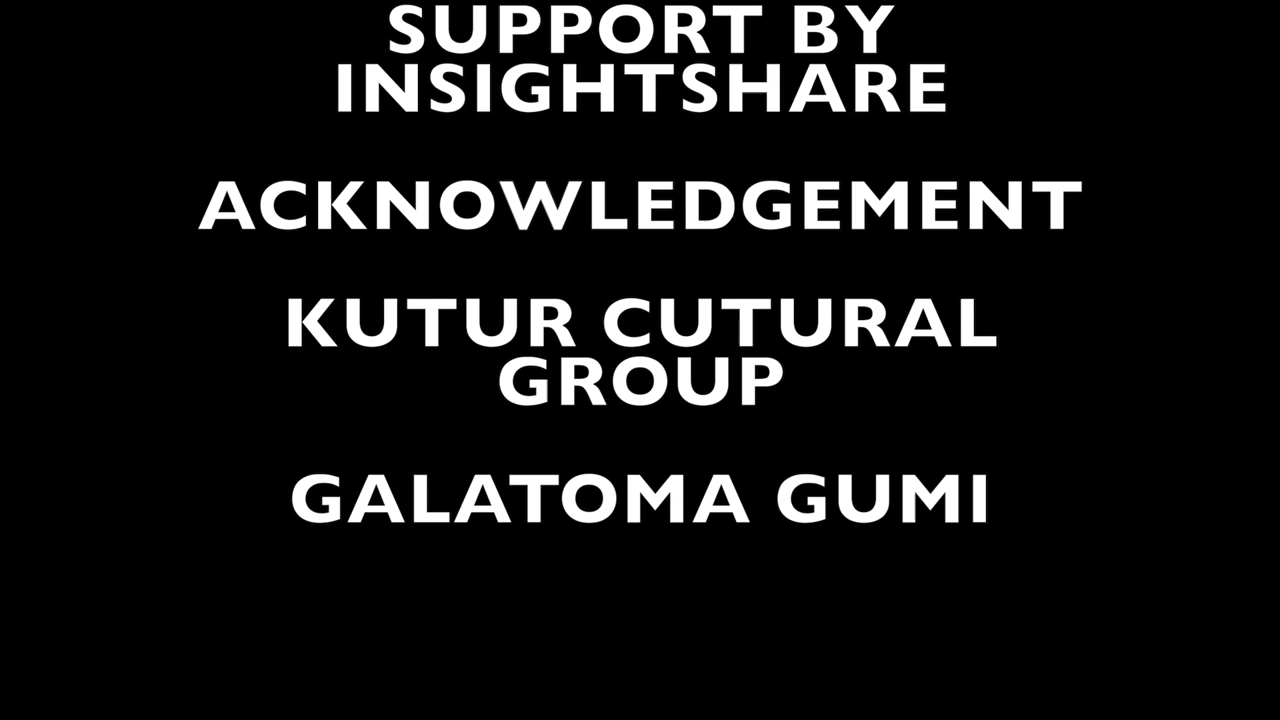 SUPPORT BY
INSIGHTSHARE
ACKNOWLEDGEMENT
KUTUR CUTURAL
GROUP
GALATOMA GUMI